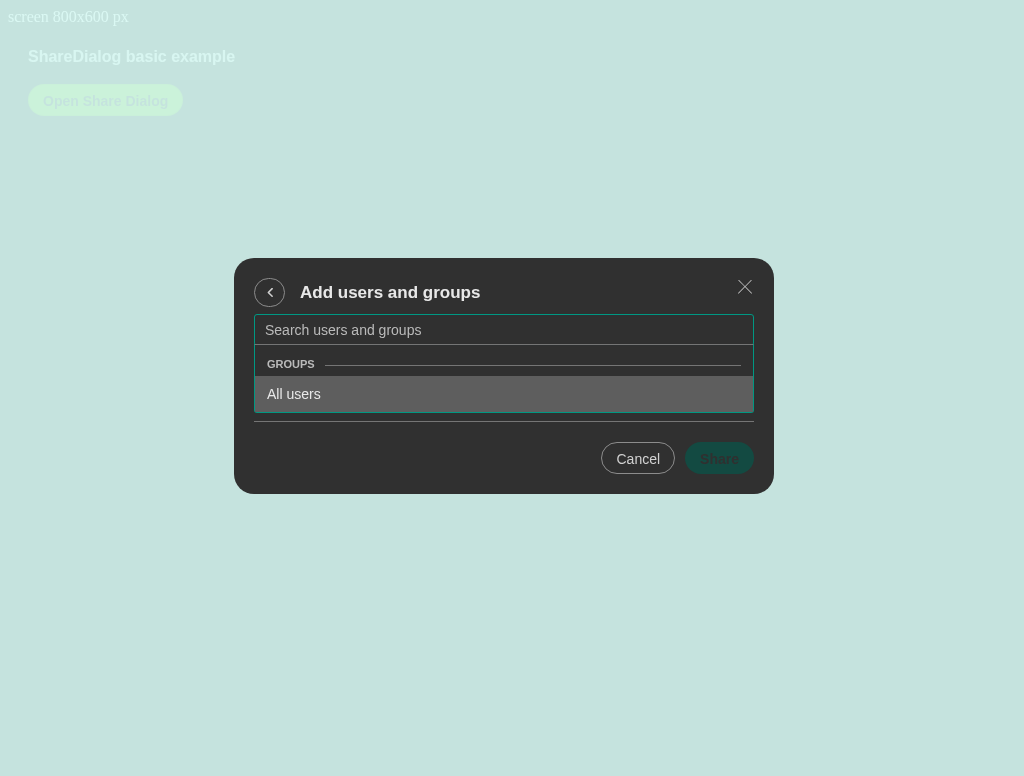 screen 800x600 px
ShareDialog basic example
Open Share Dialog
Add users and groups
Search users and groups
GROUPS
All users
Cancel
Share